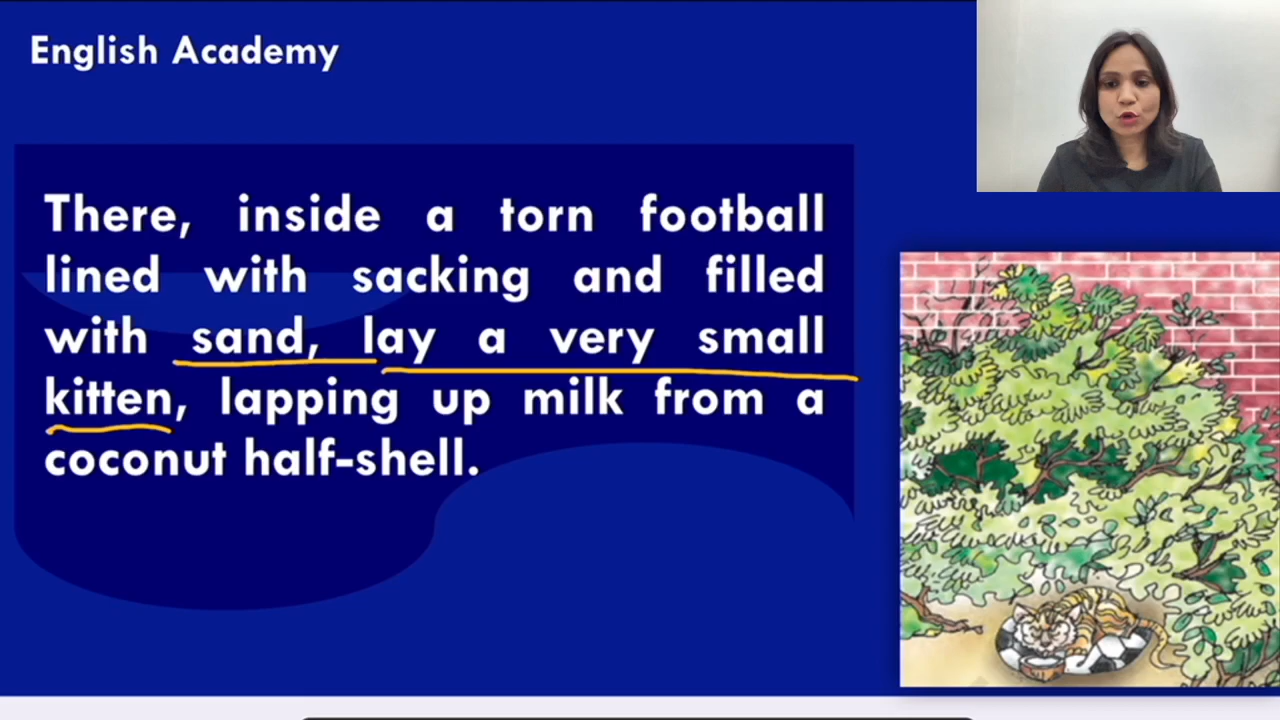 English Academy
There, inside a torn football
lined with sacking and filled
with sand, lay a very small
kitten, lapping up milk from a
coconut half-shell.